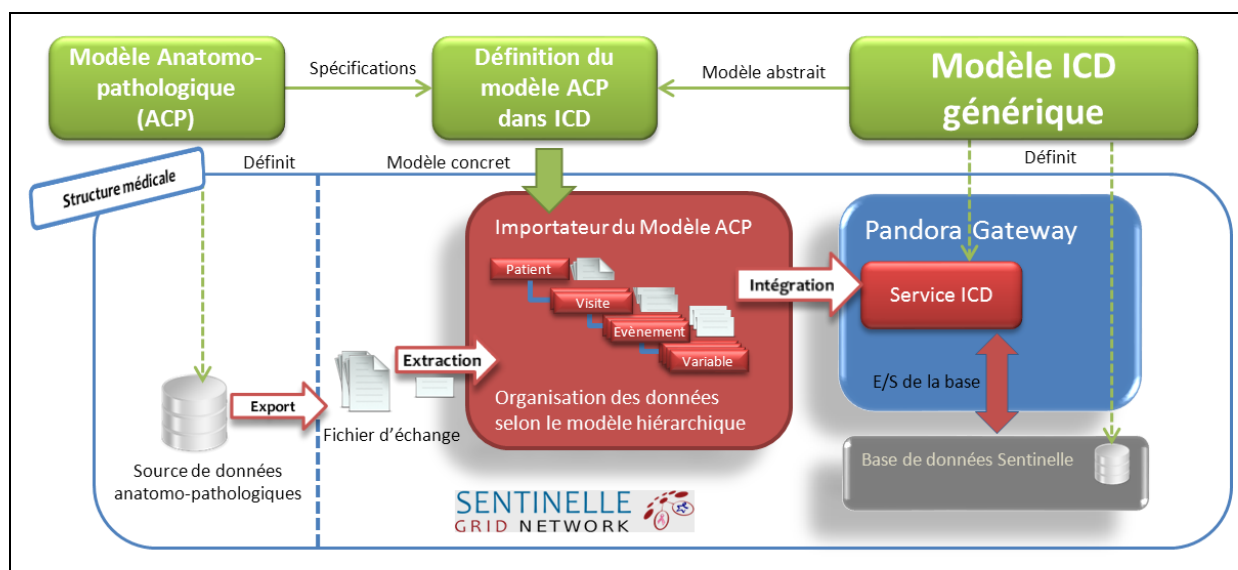 Modèle Anatomo-
pathologique
(ACP)
Spécifications
Définition du
modèle ACP
dans ICD
Modèle abstrait
Modèle ICD
générique
Structure médicale
Définit
Modèle concret
Définit
Importateur du Modèle ACP
Patient
Visite
Evènement
Variable
Organisation des données
selon le modèle hiérarchique
Intégration
Pandora Gateway
Service ICD
E/S de la base
Base de données Sentinelle
Extraction
Export
Fichier d'échange
Source de données
anatomo-pathologiques
SENTINELLE
GRID NETWORK